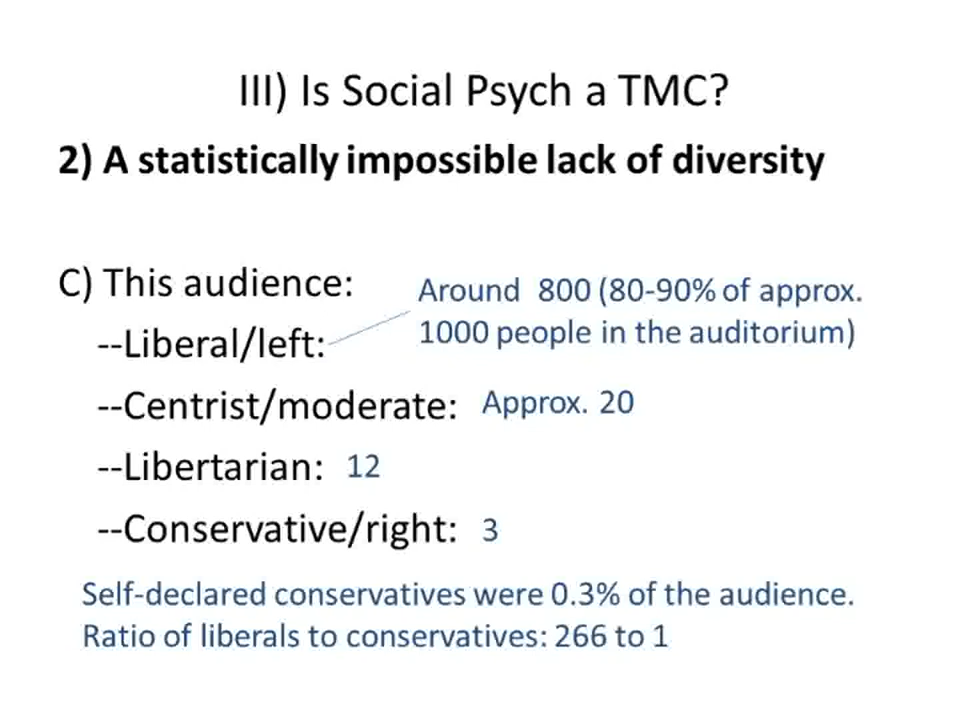 III) Is Social Psych a TMC?
2) A statistically impossible lack of diversity
C) This audience:
Around 800 (80-90% of approx.
1000 people in the auditorium)
--Liberal/left:
--Centrist/moderate: Approx. 20
--Libertarian: 12
--Conservative/right: 3
Self-declared conservatives were 0.3% of the audience.
Ratio of liberals to conservatives: 266 to 1